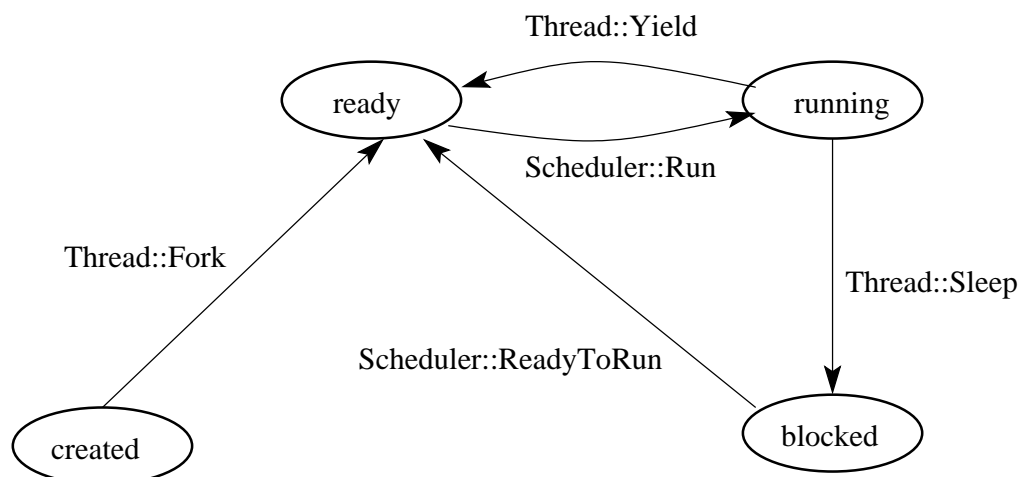 Thread::Yield
ready
running
Scheduler::Run
Thread::Fork
Thread::Sleep
Scheduler::ReadyToRun
created
blocked